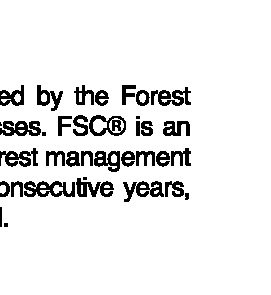 ed by the Forest
sses. FSC® is an
rest management
onsecutive years,
l.